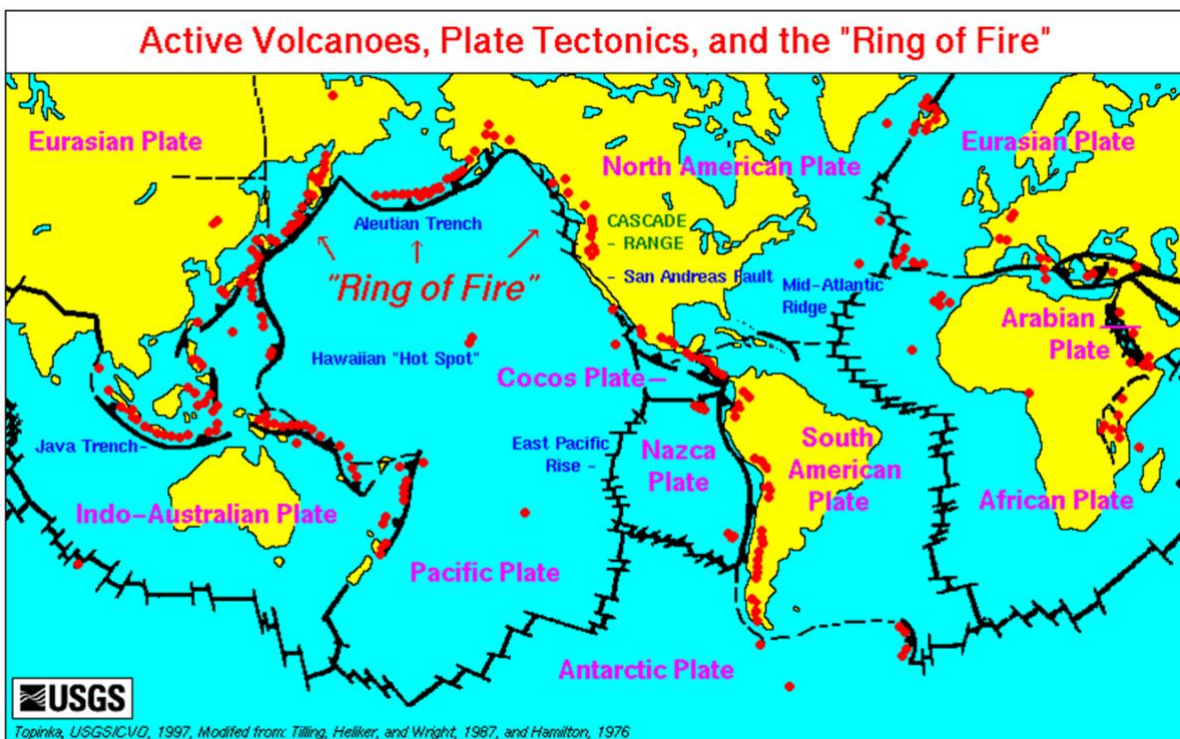 Active Volcanoes, Plate Tectonics, and the "Ring of Fire"
Eurasian Plate
North American Plate
Eurasian Plate
Aleutian Trench
CASCADE
- RANGE
"Ring of Fire"
- San Andreas Fault
Mid-Atlantic
Ridge
Arabian
Plate
Hawaiian "Hot Spot"
Cocos Plate
Java Trench-
East Pacific
Rise -
Nazca
Plate
South
American
Plate
African Plate
Indo-Australian Plate
Pacific Plate
Antarctic Plate
USGS
Topinka, USGS/CVO, 1997, Modifed from: Tilling, Heliker, and Wright, 1987, and Hamilton, 1976